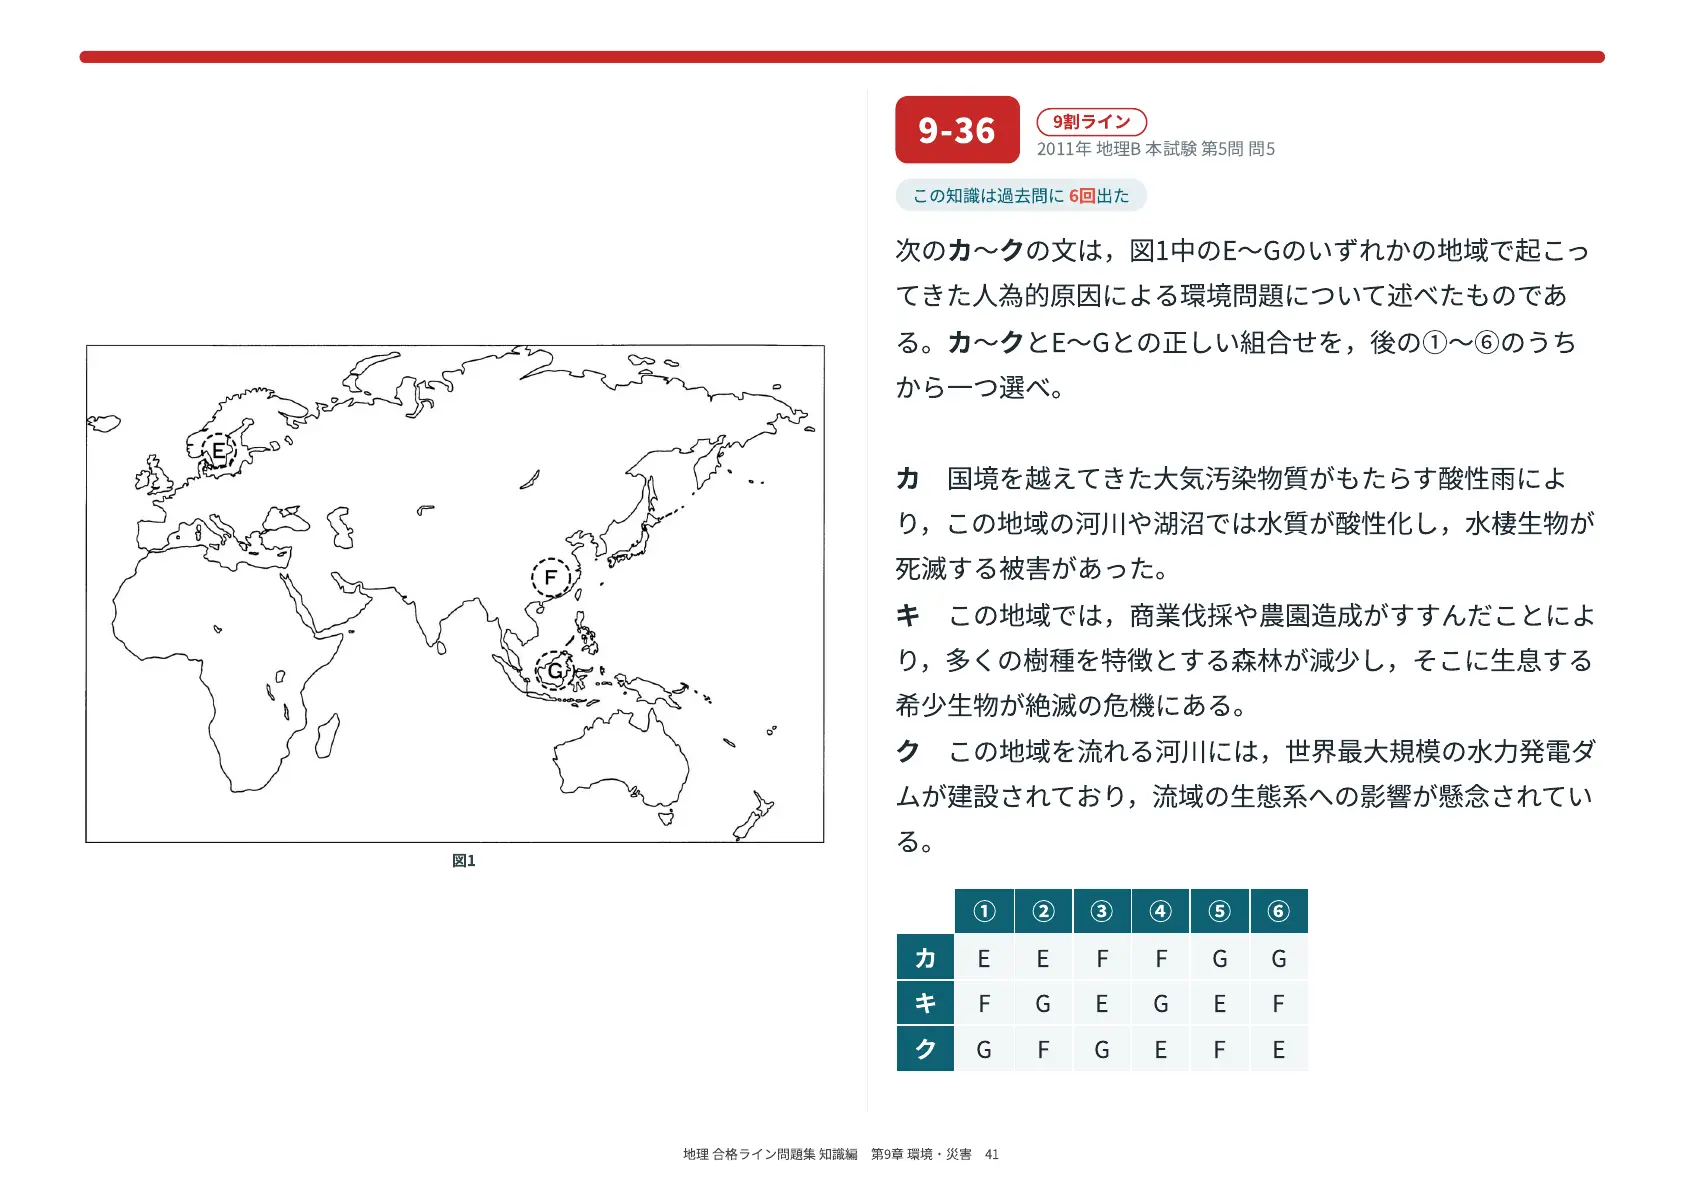 9-36
9割ライン
2011年 地理B 本試験 第5問 問5
この知識は過去問に 6回出た
次のカ～クの文は，図1中のE～Gのいずれかの地域で起こっ
てきた人為的原因による環境問題について述べたものであ
る。カ～クとE～Gとの正しい組合せを，後の①～⑥のうち
から一つ選べ。
カ　国境を越えてきた大気汚染物質がもたらす酸性雨によ
り，この地域の河川や湖沼では水質が酸性化し，水棲生物が
死滅する被害があった。
キ　この地域では，商業伐採や農園造成がすすんだことによ
り，多くの樹種を特徴とする森林が減少し，そこに生息する
希少生物が絶滅の危機にある。
ク　この地域を流れる河川には，世界最大規模の水力発電ダ
ムが建設されており，流域の生態系への影響が懸念されてい
る。
① ② ③ ④ ⑤ ⑥
カ E E F F G G
キ F G E G E F
ク G F G E F E
E
F
G
図1
地理 合格ライン問題集 知識編　第9章 環境・災害　41